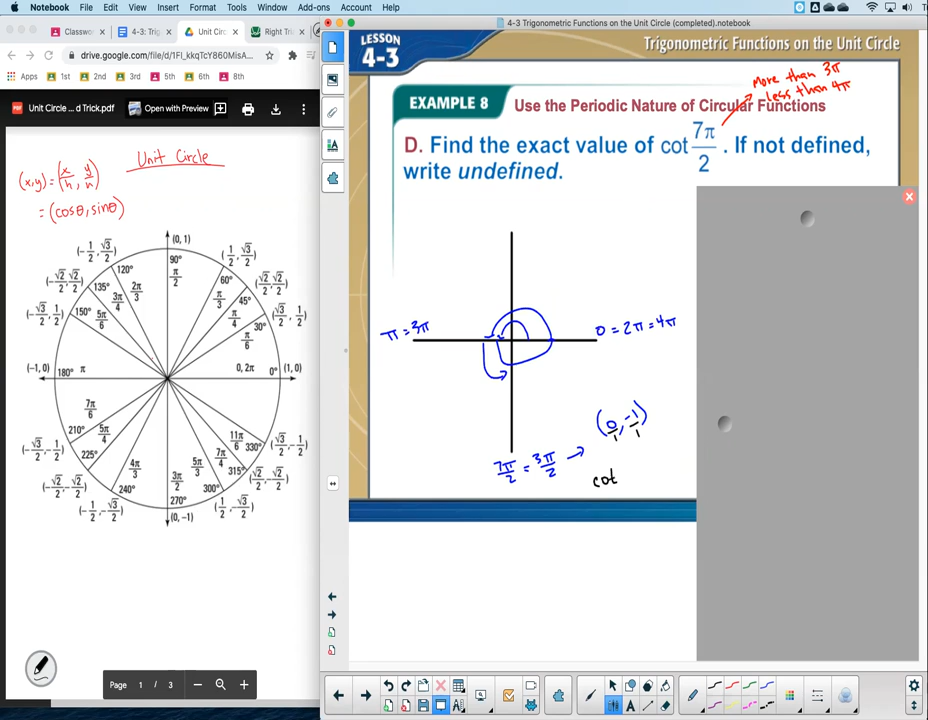 Notebook File Edit View Insert Format Tools Window Add-ons Account Help
Classwo
4-3: Trigon
Unit Circ
Right Tri
drive.google.com/file/d/1Fl_kkqTcY860MisA...
Apps 1st 2nd 3rd 5th 6th 8th
PDF Unit Circle ... d Trick.pdf
Open with Preview
Unit Circle
(x,y) = (x/h, y/h)
= (cosθ, sinθ)
(0, 1)
(-1/2, √3/2)
(1/2, √3/2)
90°
π/2
120°
2π/3
60°
π/3
(-√2/2, √2/2)
(√2/2, √2/2)
135°
3π/4
45°
π/4
(-√3/2, 1/2)
(√3/2, 1/2)
150°
5π/6
30°
π/6
(-1, 0) 180° π
0, 2π 0° (1, 0)
7π/6
210°
11π/6
330°
(-√3/2, -1/2)
(√3/2, -1/2)
5π/4
225°
7π/4
315°
(-√2/2, -√2/2)
(√2/2, -√2/2)
4π/3
240°
3π/2
270°
5π/3
300°
(-1/2, -√3/2)
(1/2, -√3/2)
(0, -1)
Page 1 / 3
4-3 Trigonometric Functions on the Unit Circle (completed).notebook
LESSON
4-3
Trigonometric Functions on the Unit Circle
More than 3π
Less than 4π
EXAMPLE 8 Use the Periodic Nature of Circular Functions
D. Find the exact value of cot 7π/2 . If not defined,
write undefined.
π = 3π
0 = 2π = 4π
(0/1, -1/1)
7π/2 = 3π/2 →
cot